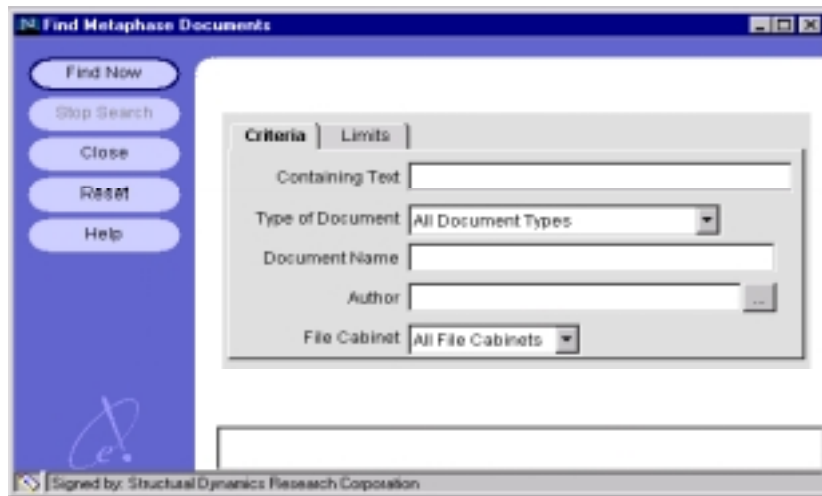 Find Metaphase Documents
Find Now
Stop Search
Close
Reset
Help
Criteria
Limits
Containing Text
Type of Document All Document Types
Document Name
Author ...
File Cabinet All File Cabinets
e!
Signed by: Structural Dynamics Research Corporation